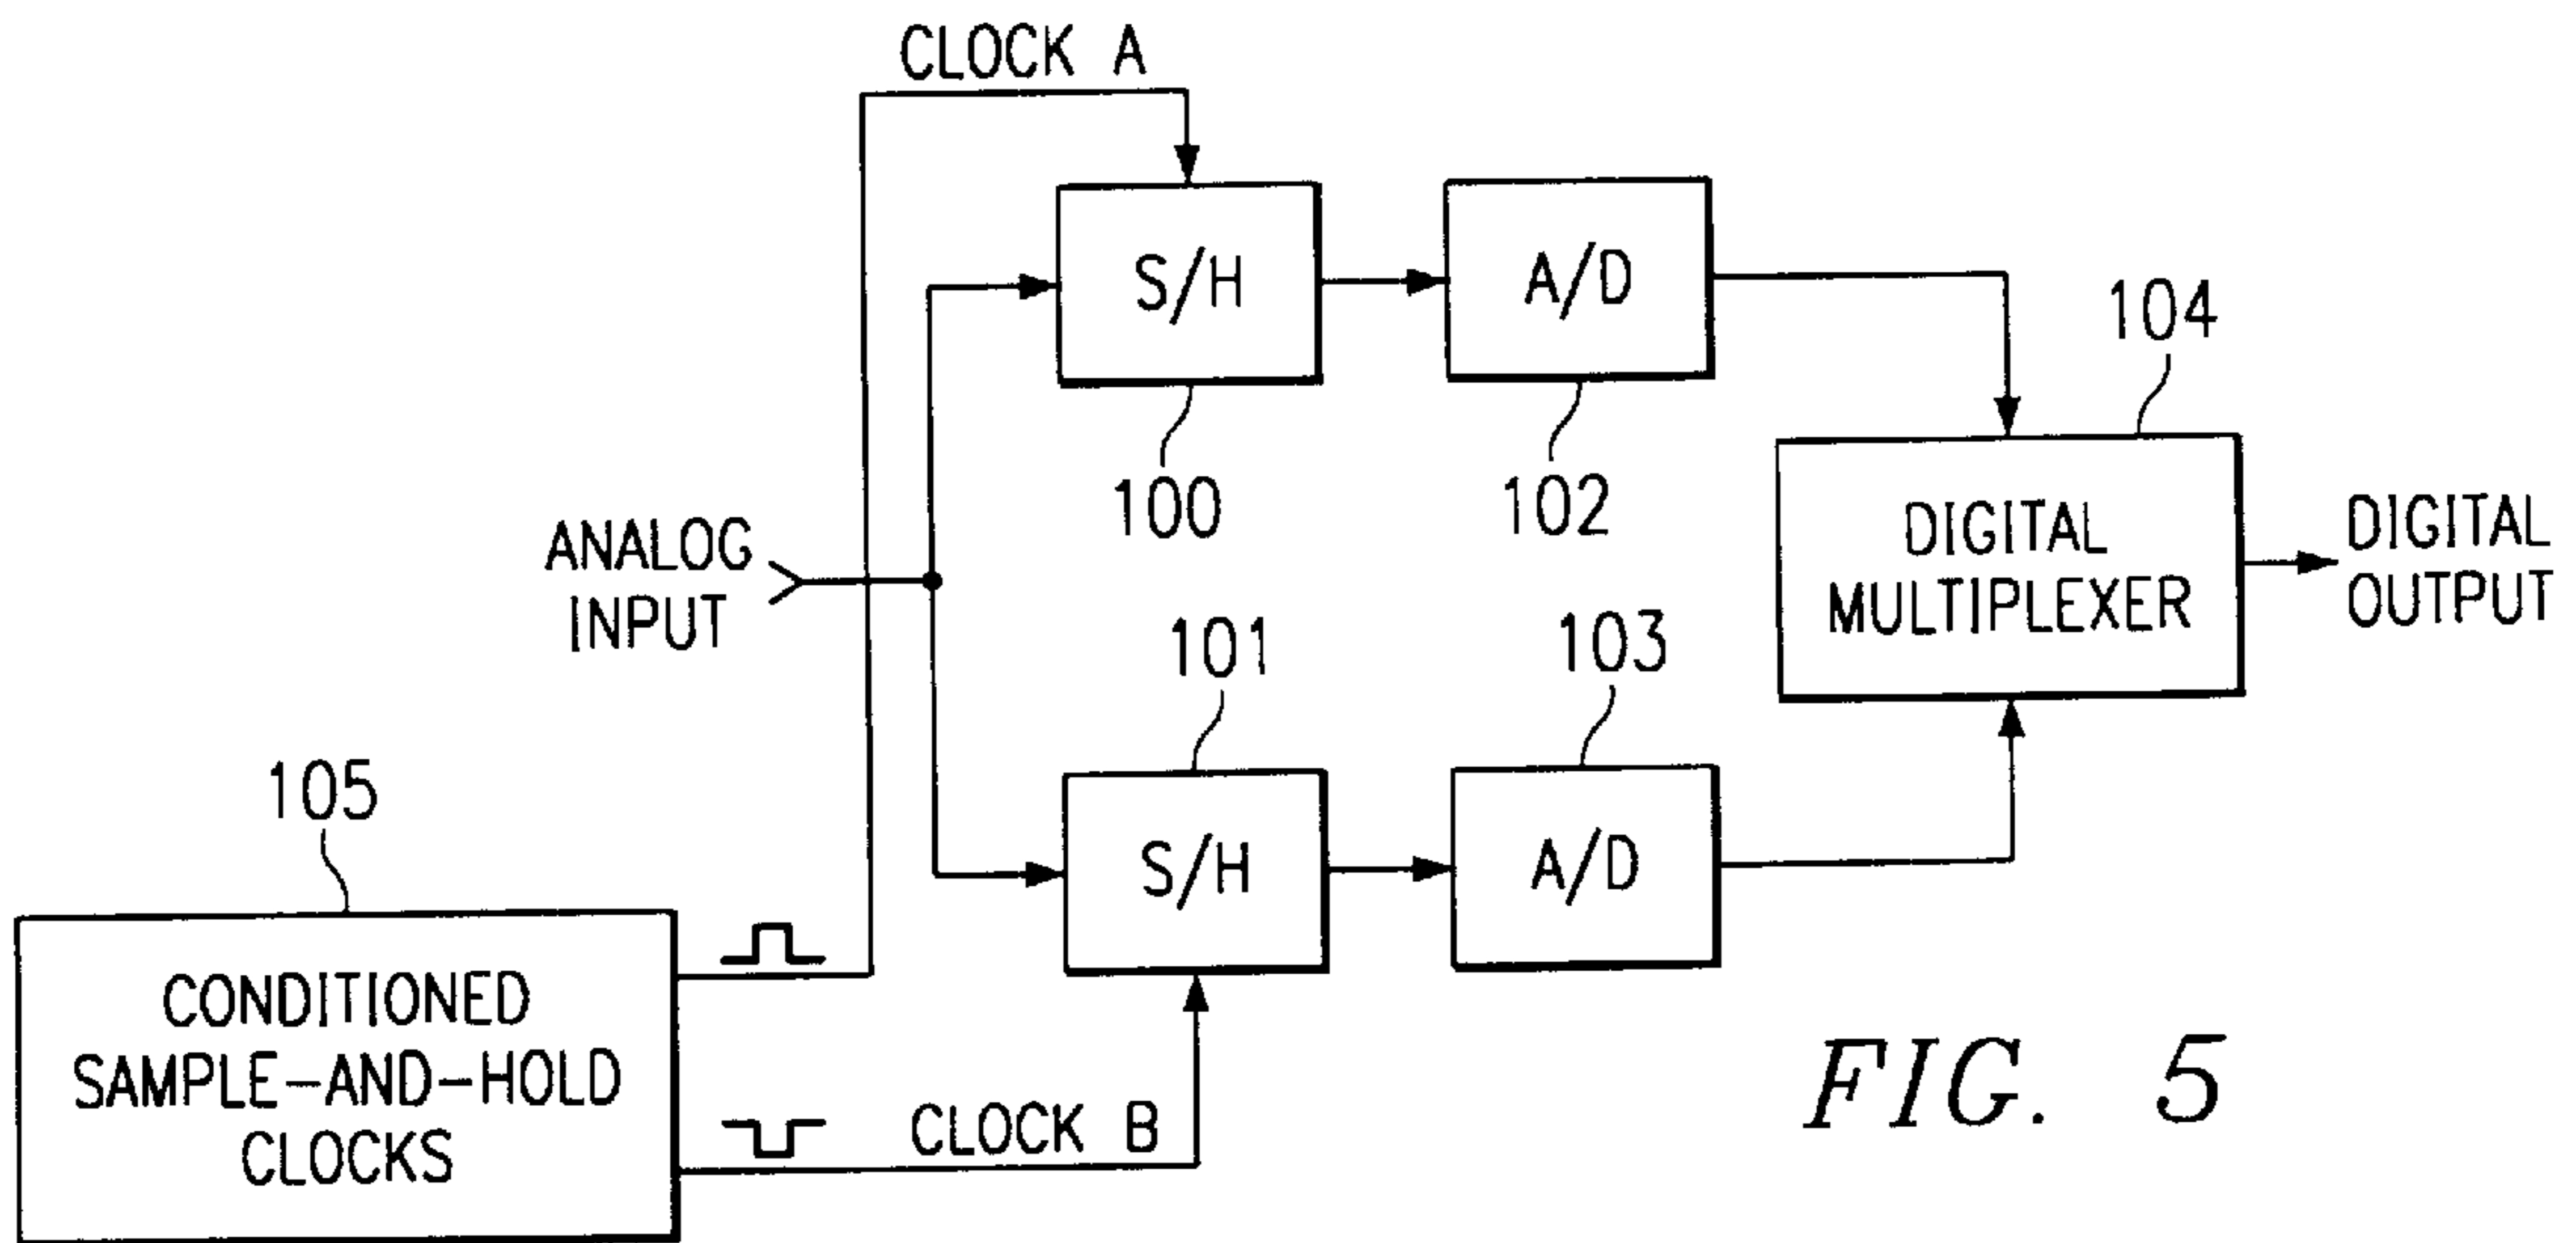 CLOCK A
S/H
A/D
100
102
104
ANALOG
INPUT
DIGITAL
MULTIPLEXER
DIGITAL
OUTPUT
101
103
105
S/H
A/D
CONDITIONED
SAMPLE-AND-HOLD
CLOCKS
CLOCK B
FIG. 5